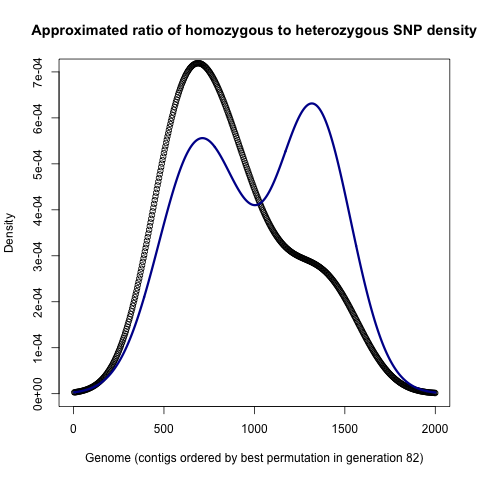 Approximated ratio of homozygous to heterozygous SNP density
Density
7e-04
6e-04
5e-04
4e-04
3e-04
2e-04
1e-04
0e+00
0 500 1000 1500 2000
Genome (contigs ordered by best permutation in generation 82)